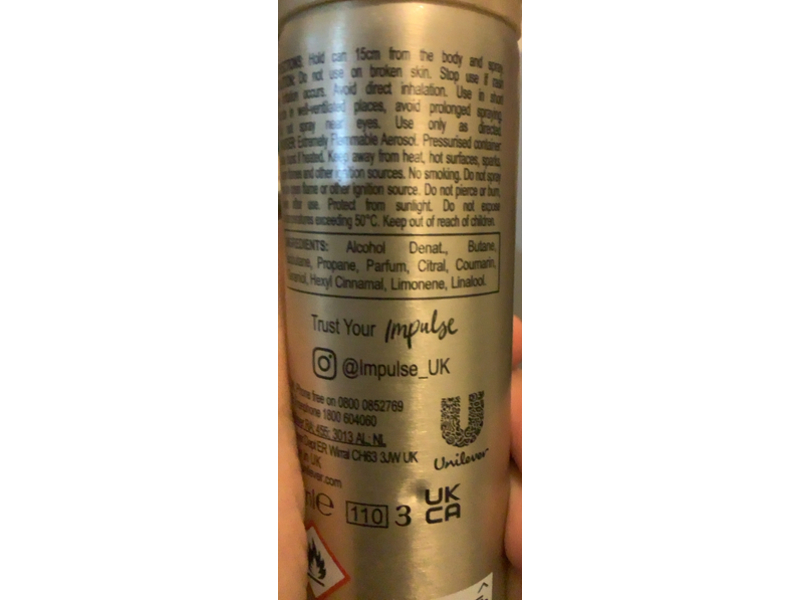 Hold can 15cm from the body and spray
Do not use on broken skin. Stop use if rash
occurs. Avoid direct inhalation. Use in short
in well-ventilated places, avoid prolonged spraying.
spray near eyes. Use only as directed.
Extremely Flammable Aerosol. Pressurised container
burst if heated. Keep away from heat, hot surfaces, sparks,
flames and other ignition sources. No smoking. Do not spray
flame or other ignition source. Do not pierce or burn,
after use. Protect from sunlight. Do not expose
exceeding 50°C. Keep out of reach of children.
INGREDIENTS: Alcohol Denat., Butane,
Propane, Parfum, Citral, Coumarin,
Hexyl Cinnamal, Limonene, Linalool.
Trust Your Impulse
@Impulse_UK
Phone free on 0800 0852769
1800 604060
3013 AL, NL
ER Wirral CH63 3JW UK
UK
Unilever
110 3 UK
CA